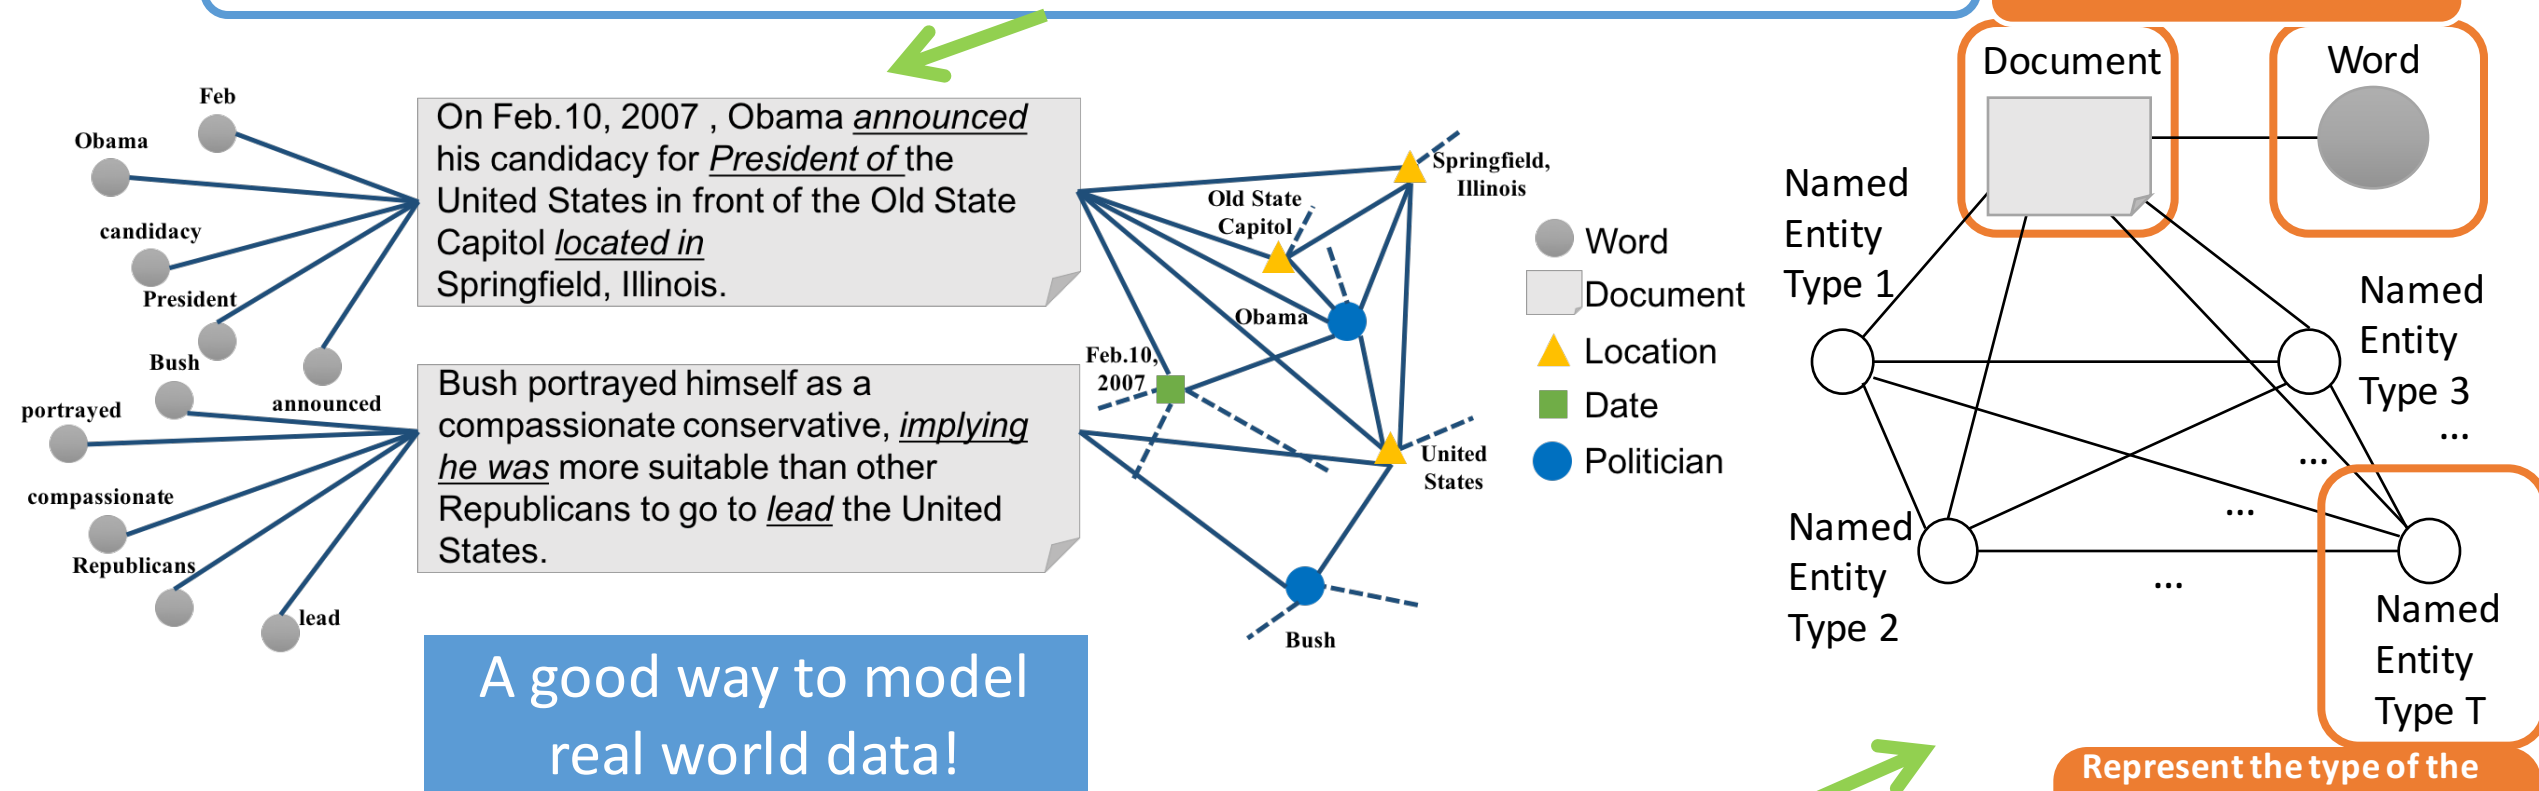 Feb
Obama
candidacy
President
Bush
announced
portrayed
compassionate
Republicans
lead
On Feb.10, 2007 , Obama announced
his candidacy for President of the
United States in front of the Old State
Capitol located in
Springfield, Illinois.
Bush portrayed himself as a
compassionate conservative, implying
he was more suitable than other
Republicans to go to lead the United
States.
A good way to model
real world data!
Springfield,
Illinois
Old State
Capitol
Obama
Feb.10,
2007
United
States
Bush
Word
Document
Location
Date
Politician
Document
Word
Named
Entity
Type 1
Named
Entity
Type 3
...
...
...
...
Named
Entity
Type 2
Named
Entity
Type T
Represent the type of the